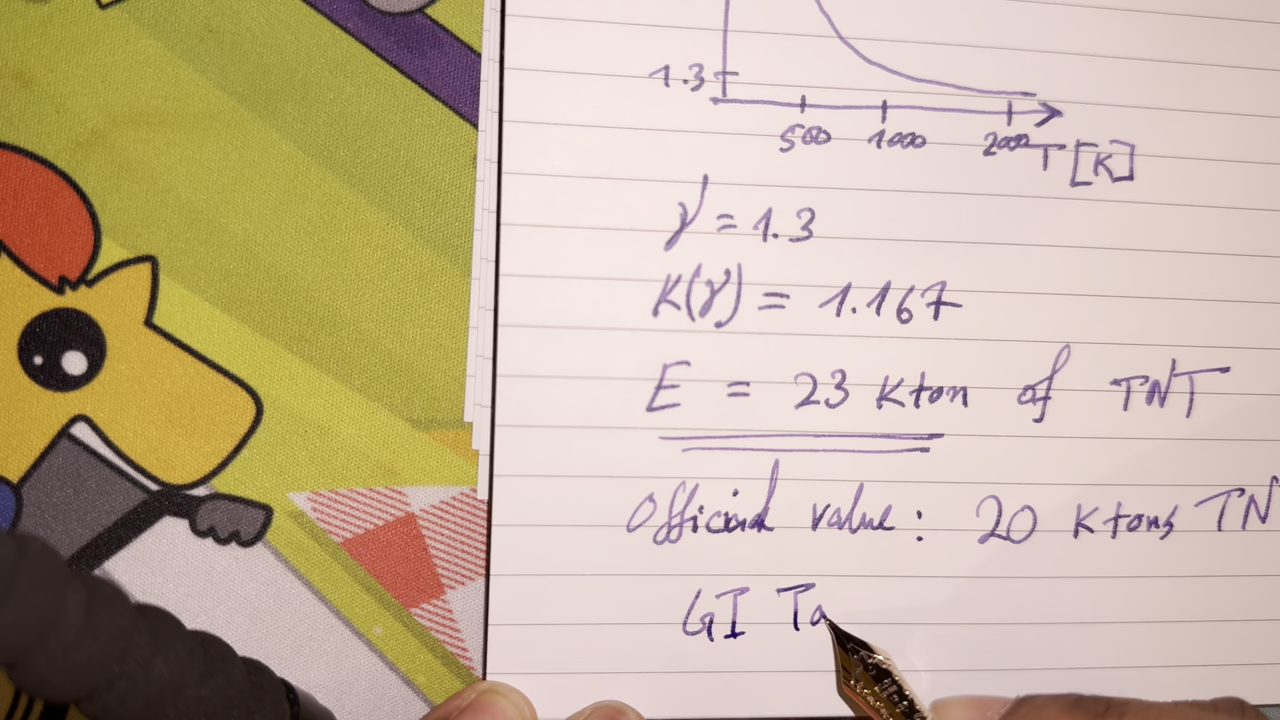 1.3
500 1000 2000 T [K]
γ = 1.3
K(γ) = 1.167
E = 23 Kton of TNT
Official value: 20 Ktons TN
GI Ta